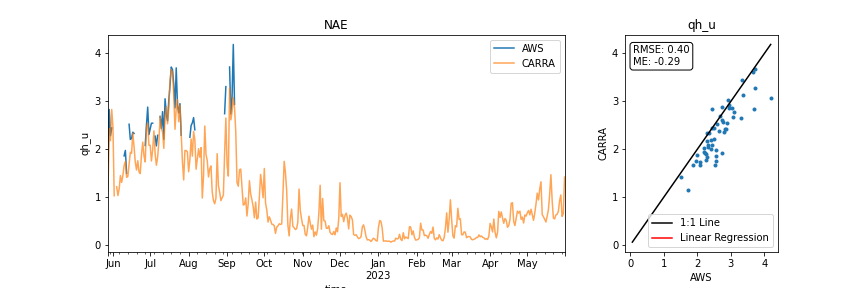 NAE
qh_u
4
3
2
1
0
AWS
CARRA
Jun Jul Aug Sep Oct Nov Dec Jan Feb Mar Apr May
2023
time
qh_u
CARRA
4
3
2
1
0
RMSE: 0.40
ME: -0.29
1:1 Line
Linear Regression
0 1 2 3 4
AWS